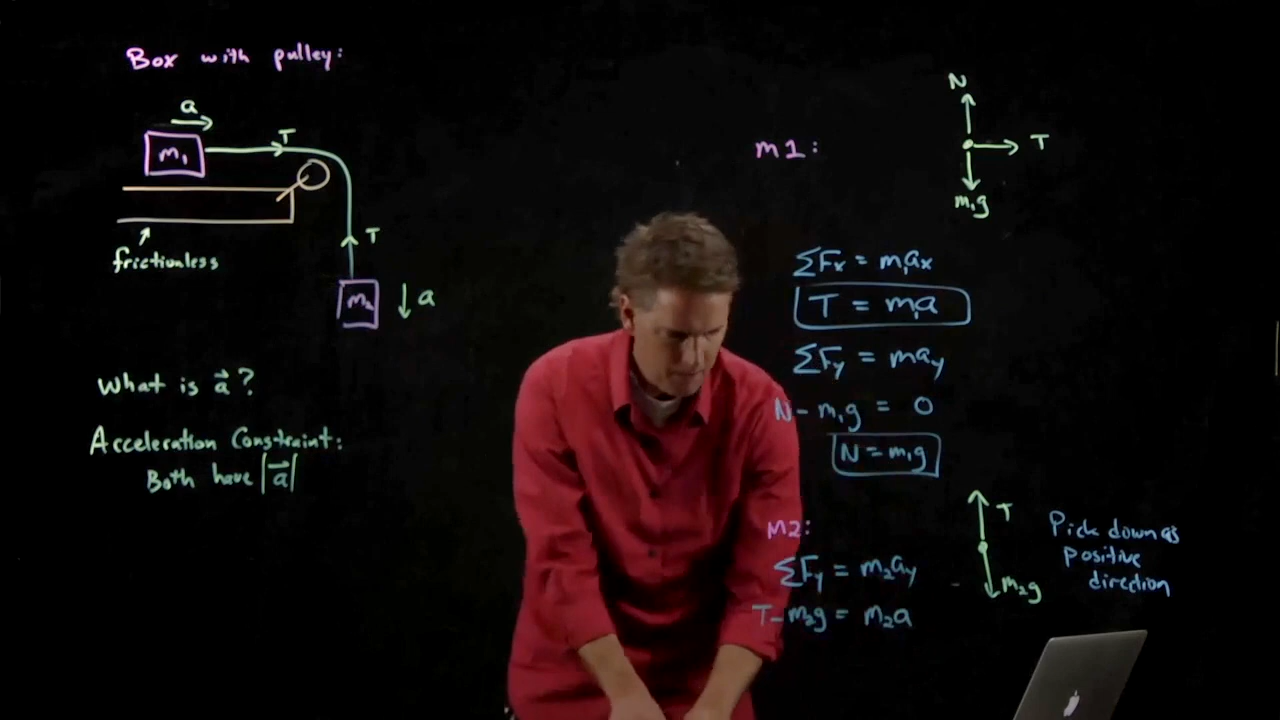 Box with pulley:
a
T
m₁
T
frictionless
m₂
a
What is a⃗?
Acceleration Constraint:
Both have |a⃗|
m1:
N
T
m₁g
ΣFx = m₁ax
T = m₁a
ΣFy = may
N - m₁g = 0
N = m₁g
m2:
ΣFy = m₂ay
T - m₂g = m₂a
T
m₂g
Pick down as
positive
direction